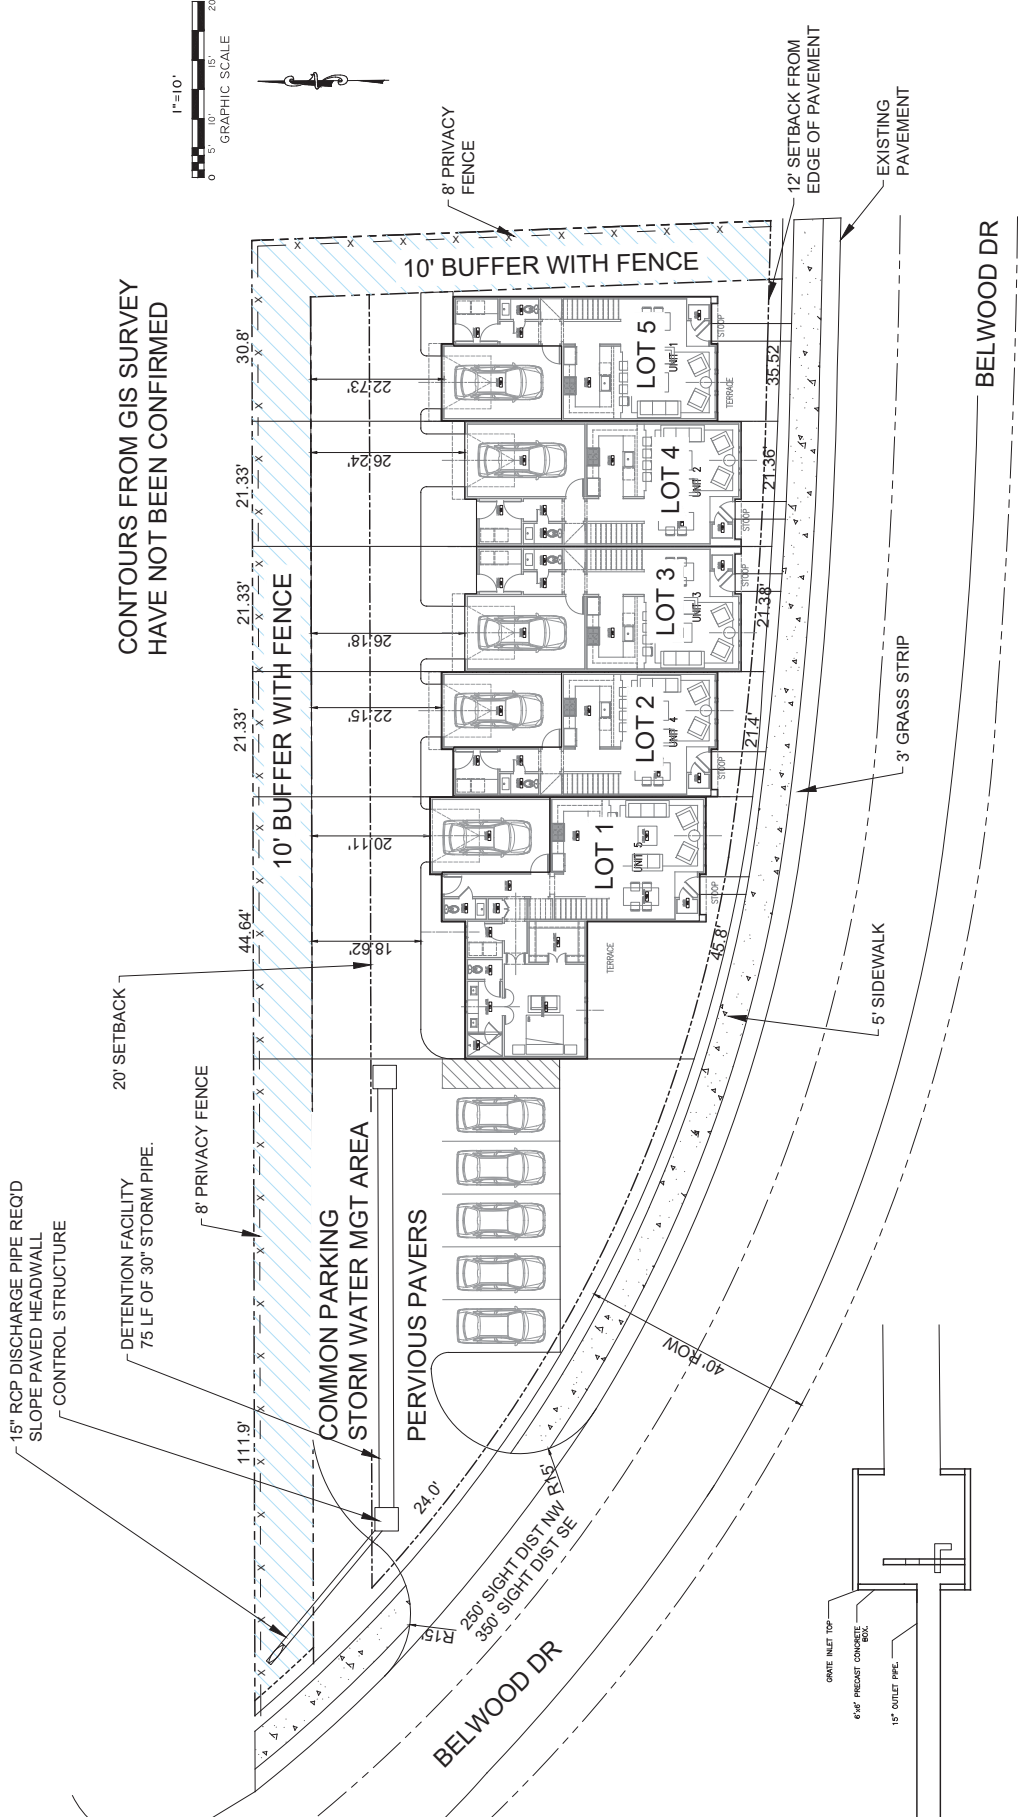 1"=10'
0 5' 10' 15' 20
GRAPHIC SCALE
CONTOURS FROM GIS SURVEY
HAVE NOT BEEN CONFIRMED
15" RCP DISCHARGE PIPE REQ'D
SLOPE PAVED HEADWALL
CONTROL STRUCTURE
DETENTION FACILITY
75 LF OF 30" STORM PIPE.
8' PRIVACY FENCE
20' SETBACK
8' PRIVACY
FENCE
12' SETBACK FROM
EDGE OF PAVEMENT
EXISTING
PAVEMENT
111.9'
44.64'
21.33'
21.33'
21.33'
30.8'
10' BUFFER WITH FENCE
10' BUFFER WITH FENCE
COMMON PARKING
STORM WATER MGT AREA
PERVIOUS PAVERS
18.62'
20.11'
22.15'
26.18'
26.24'
22.73'
LOT 1
UNIT 5
LOT 2
UNIT 4
LOT 3
UNIT 3
LOT 4
UNIT 2
LOT 5
UNIT 1
TERRACE
STOOP
STOOP
STOOP
STOOP
STOOP
TERRACE
24.0'
45.8'
21.4'
21.38'
21.36'
35.52
R15'
R15'
250' SIGHT DIST NW
350' SIGHT DIST SE
40' ROW
5' SIDEWALK
3' GRASS STRIP
BELWOOD DR
BELWOOD DR
GRATE INLET TOP
6'x6' PRECAST CONCRETE
BOX.
15" OUTLET PIPE.